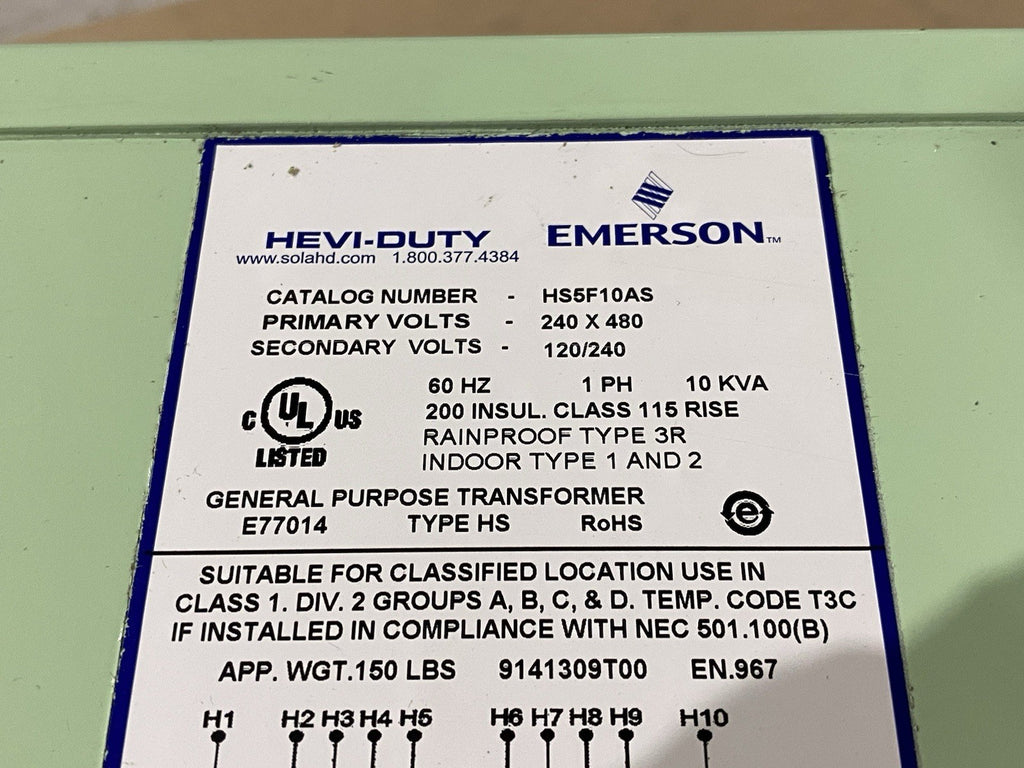 HEVI-DUTY EMERSON™
www.solahd.com 1.800.377.4384
CATALOG NUMBER - HS5F10AS
PRIMARY VOLTS - 240 X 480
SECONDARY VOLTS - 120/240
60 HZ 1 PH 10 KVA
C UL US LISTED
200 INSUL. CLASS 115 RISE
RAINPROOF TYPE 3R
INDOOR TYPE 1 AND 2
GENERAL PURPOSE TRANSFORMER
E77014 TYPE HS RoHS e
SUITABLE FOR CLASSIFIED LOCATION USE IN
CLASS 1. DIV. 2 GROUPS A, B, C, & D. TEMP. CODE T3C
IF INSTALLED IN COMPLIANCE WITH NEC 501.100(B)
APP. WGT.150 LBS 9141309T00 EN.967
H1 H2 H3 H4 H5 H6 H7 H8 H9 H10